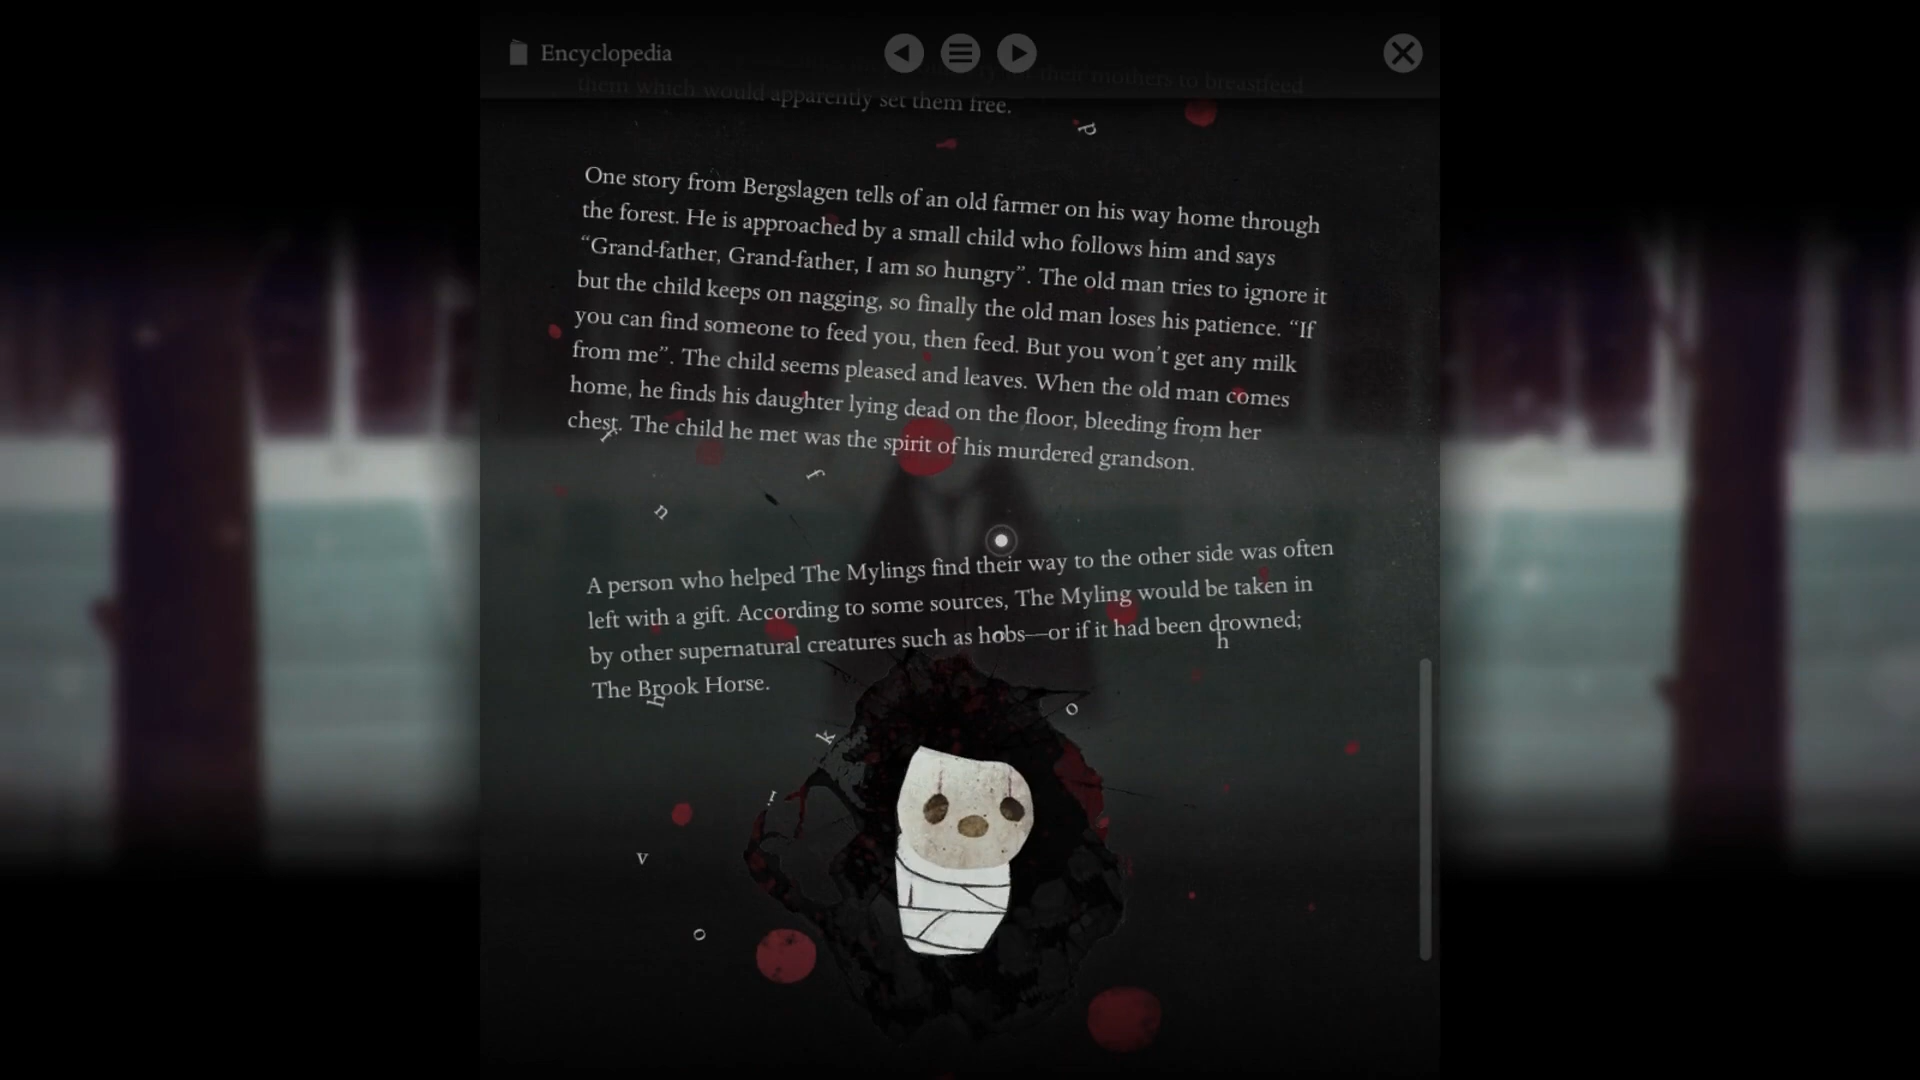 Encyclopedia
their mothers to breastfeed
them which would apparently set them free.
p
One story from Bergslagen tells of an old farmer on his way home through
the forest. He is approached by a small child who follows him and says
“Grand-father, Grand-father, I am so hungry”. The old man tries to ignore it
but the child keeps on nagging, so finally the old man loses his patience. “If
you can find someone to feed you, then feed. But you won’t get any milk
from me”. The child seems pleased and leaves. When the old man comes
home, he finds his daughter lying dead on the floor, bleeding from her
chest. The child he met was the spirit of his murdered grandson.
r
f
n
A person who helped The Mylings find their way to the other side was often
left with a gift. According to some sources, The Myling would be taken in
by other supernatural creatures such as hobs—or if it had been drowned;
o
h
The Brook Horse.
h
o
k
i
v
o